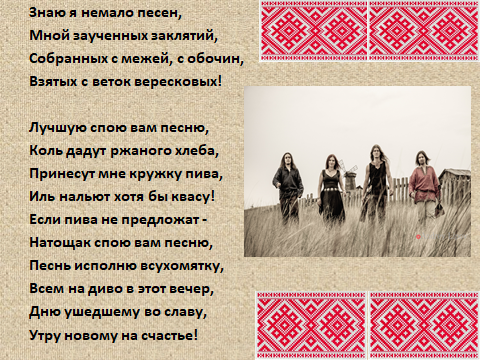 Знаю я немало песен,
Мной заученных заклятий,
Собранных с межей, с обочин,
Взятых с веток вересковых!
Лучшую спою вам песню,
Коль дадут ржаного хлеба,
Принесут мне кружку пива,
Иль нальют хотя бы квасу!
Если пива не предложат -
Натощак спою вам песню,
Песнь исполню всухомятку,
Всем на диво в этот вечер,
Дню ушедшему во славу,
Утру новому на счастье!